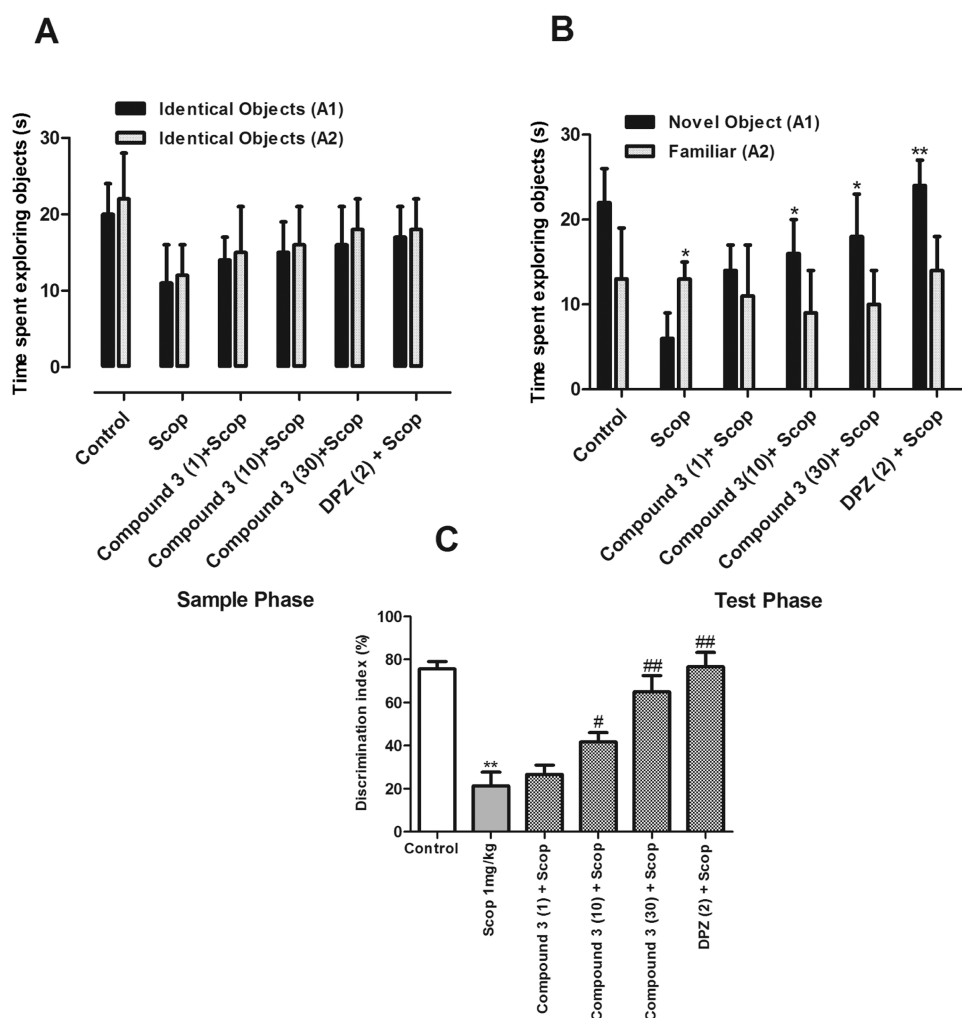 A
Time spent exploring objects (s)
Identical Objects (A1)
Identical Objects (A2)
30
20
10
0
Control
Scop
Compound 3 (1)+Scop
Compound 3 (10)+Scop
Compound 3 (30)+Scop
DPZ (2) + Scop
Sample Phase
B
Time spent exploring objects (s)
Novel Object (A1)
Familiar (A2)
30
20
10
0
*
*
*
**
Control
Scop
Compound 3 (1)+ Scop
Compound 3(10)+ Scop
Compound 3 (30)+ Scop
DPZ (2) + Scop
Test Phase
C
Discrimination index (%)
100
80
60
40
20
0
**
#
##
##
Control
Scop 1mg/kg
Compound 3 (1) + Scop
Compound 3 (10) + Scop
Compound 3 (30) + Scop
DPZ (2) + Scop